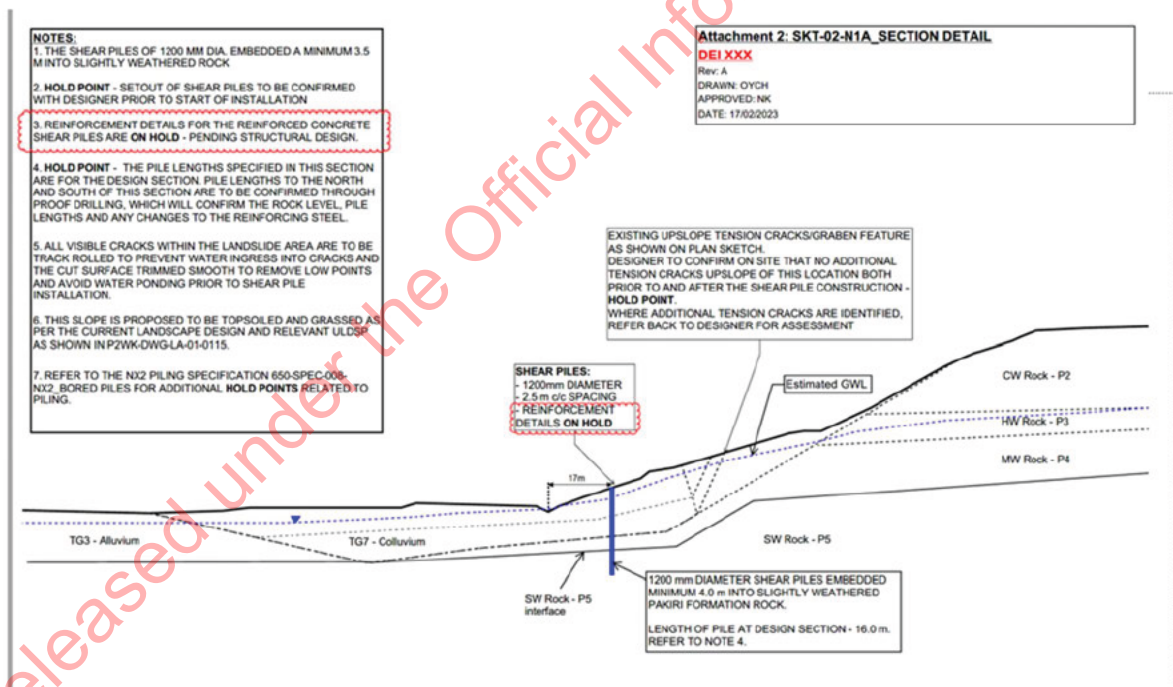 NOTES:
1. THE SHEAR PILES OF 1200 MM DIA. EMBEDDED A MINIMUM 3.5
M INTO SLIGHTLY WEATHERED ROCK
2. HOLD POINT - SETOUT OF SHEAR PILES TO BE CONFIRMED
WITH DESIGNER PRIOR TO START OF INSTALLATION
3. REINFORCEMENT DETAILS FOR THE REINFORCED CONCRETE
SHEAR PILES ARE ON HOLD - PENDING STRUCTURAL DESIGN.
4. HOLD POINT - THE PILE LENGTHS SPECIFIED IN THIS SECTION
ARE FOR THE DESIGN SECTION. PILE LENGTHS TO THE NORTH
AND SOUTH OF THIS SECTION ARE TO BE CONFIRMED THROUGH
PROOF DRILLING, WHICH WILL CONFIRM THE ROCK LEVEL, PILE
LENGTHS AND ANY CHANGES TO THE REINFORCING STEEL.
5. ALL VISIBLE CRACKS WITHIN THE LANDSLIDE AREA ARE TO BE
TRACK ROLLED TO PREVENT WATER INGRESS INTO CRACKS AND
THE CUT SURFACE TRIMMED SMOOTH TO REMOVE LOW POINTS
AND AVOID WATER PONDING PRIOR TO SHEAR PILE
INSTALLATION.
6. THIS SLOPE IS PROPOSED TO BE TOPSOILED AND GRASSED AS
PER THE CURRENT LANDSCAPE DESIGN AND RELEVANT ULDSP
AS SHOWN IN P2WK-DWG-LA-01-0115.
7. REFER TO THE NX2 PILING SPECIFICATION 650-SPEC-008-
NX2_BORED PILES FOR ADDITIONAL HOLD POINTS RELATED TO
PILING.
Attachment 2: SKT-02-N1A_SECTION DETAIL
DEI XXX
Rev: A
DRAWN: OYCH
APPROVED: NK
DATE: 17/02/2023
EXISTING UPSLOPE TENSION CRACKS/GRABEN FEATURE
AS SHOWN ON PLAN SKETCH.
DESIGNER TO CONFIRM ON SITE THAT NO ADDITIONAL
TENSION CRACKS UPSLOPE OF THIS LOCATION BOTH
PRIOR TO AND AFTER THE SHEAR PILE CONSTRUCTION -
HOLD POINT.
WHERE ADDITIONAL TENSION CRACKS ARE IDENTIFIED,
REFER BACK TO DESIGNER FOR ASSESSMENT
SHEAR PILES:
- 1200mm DIAMETER
- 2.5 m c/c SPACING
- REINFORCEMENT
DETAILS ON HOLD
Estimated GWL
CW Rock - P2
HW Rock - P3
MW Rock - P4
17m
TG3 - Alluvium
TG7 - Colluvium
SW Rock - P5
SW Rock - P5
interface
1200 mm DIAMETER SHEAR PILES EMBEDDED
MINIMUM 4.0 m INTO SLIGHTLY WEATHERED
PAKIRI FORMATION ROCK.
LENGTH OF PILE AT DESIGN SECTION - 16.0 m.
REFER TO NOTE 4.
Released under the Official Info